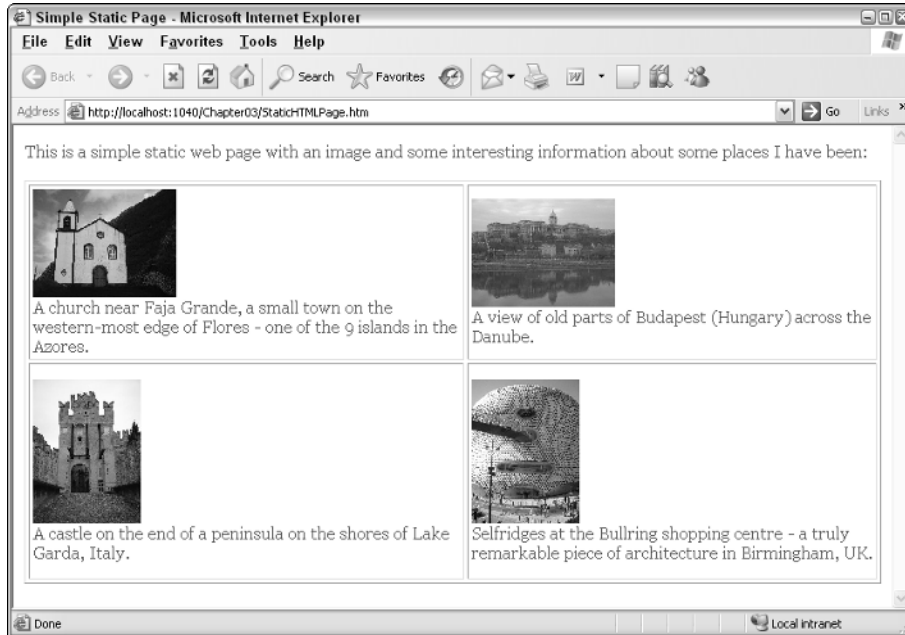 Simple Static Page - Microsoft Internet Explorer
File Edit View Favorites Tools Help
Back Search Favorites W
Address http://localhost:1040/Chapter03/StaticHTMLPage.htm Go Links »
This is a simple static web page with an image and some interesting information about some places I have been:
A church near Faja Grande, a small town on the
western-most edge of Flores - one of the 9 islands in the
Azores.
A view of old parts of Budapest (Hungary) across the
Danube.
A castle on the end of a peninsula on the shores of Lake
Garda, Italy.
Selfridges at the Bullring shopping centre - a truly
remarkable piece of architecture in Birmingham, UK.
Done Local intranet